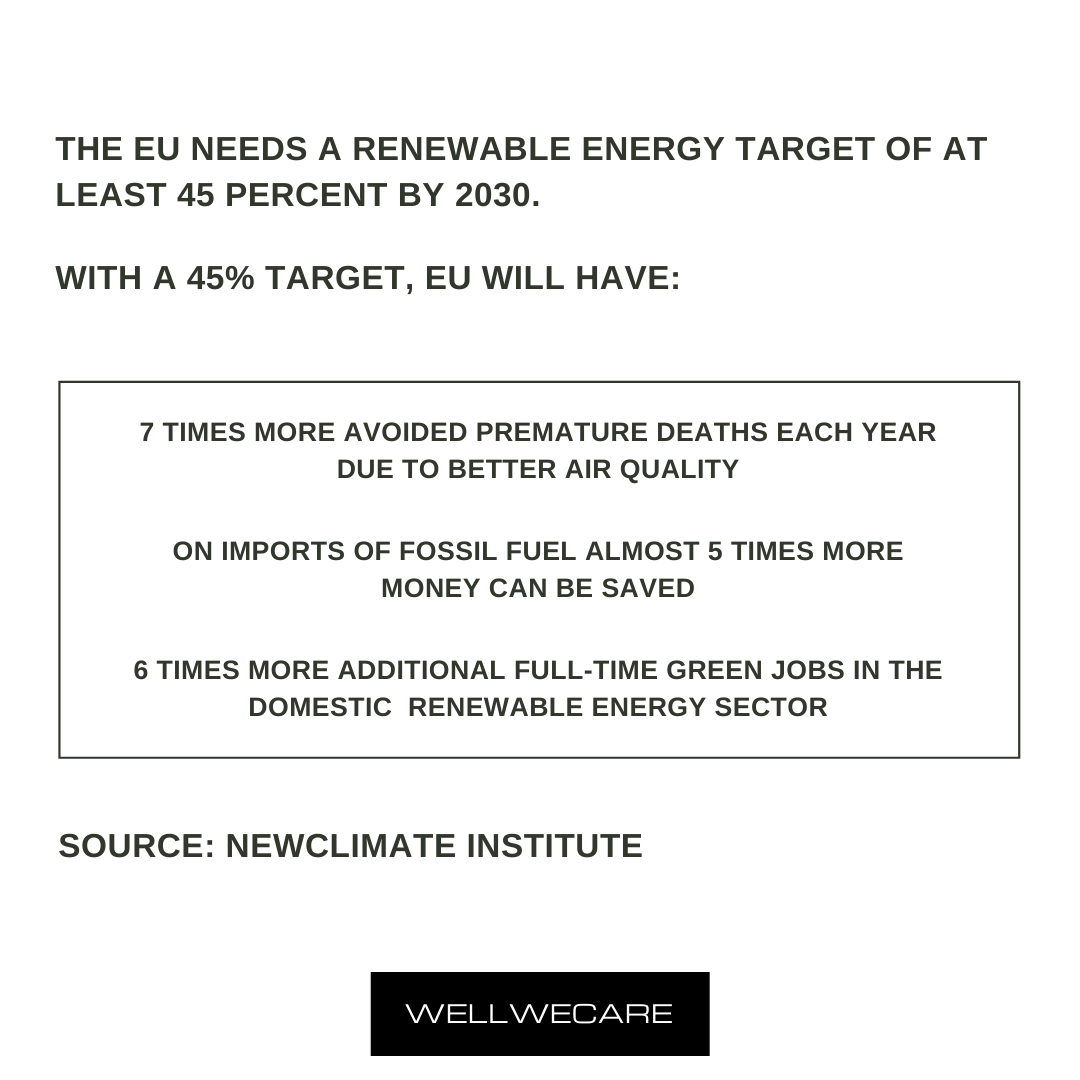 THE EU NEEDS A RENEWABLE ENERGY TARGET OF AT
LEAST 45 PERCENT BY 2030.
WITH A 45% TARGET, EU WILL HAVE:
7 TIMES MORE AVOIDED PREMATURE DEATHS EACH YEAR
DUE TO BETTER AIR QUALITY
ON IMPORTS OF FOSSIL FUEL ALMOST 5 TIMES MORE
MONEY CAN BE SAVED
6 TIMES MORE ADDITIONAL FULL-TIME GREEN JOBS IN THE
DOMESTIC  RENEWABLE ENERGY SECTOR
SOURCE: NEWCLIMATE INSTITUTE
WELLWECARE